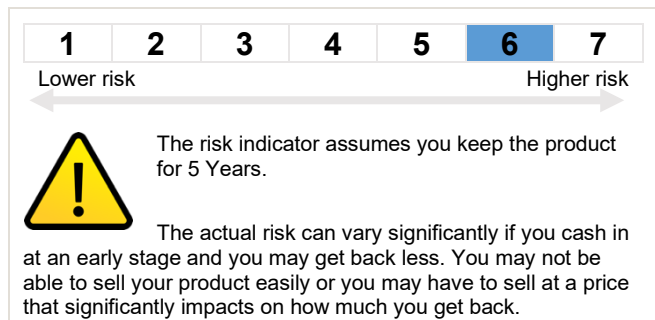 1 2 3 4 5 6 7
Lower risk Higher risk
The risk indicator assumes you keep the product
for 5 Years.
The actual risk can vary significantly if you cash in
at an early stage and you may get back less. You may not be
able to sell your product easily or you may have to sell at a price
that significantly impacts on how much you get back.